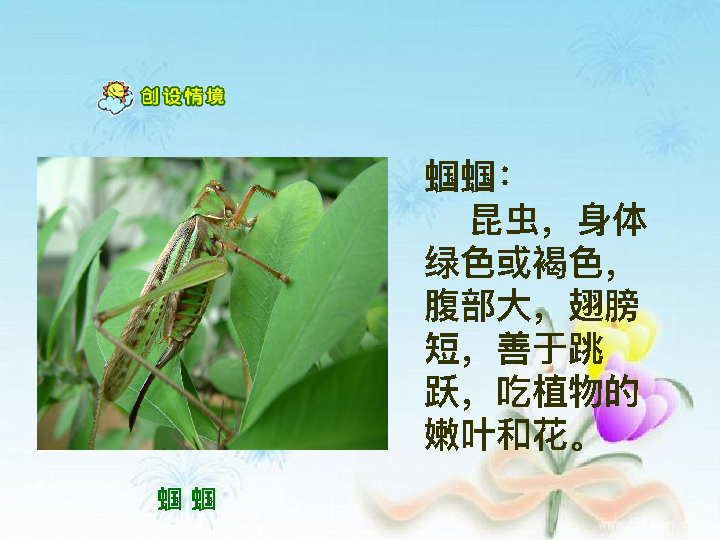 创设情境
蝈蝈：
昆虫，身体
绿色或褐色，
腹部大，翅膀
短，善于跳
跃，吃植物的
嫩叶和花。
蝈 蝈